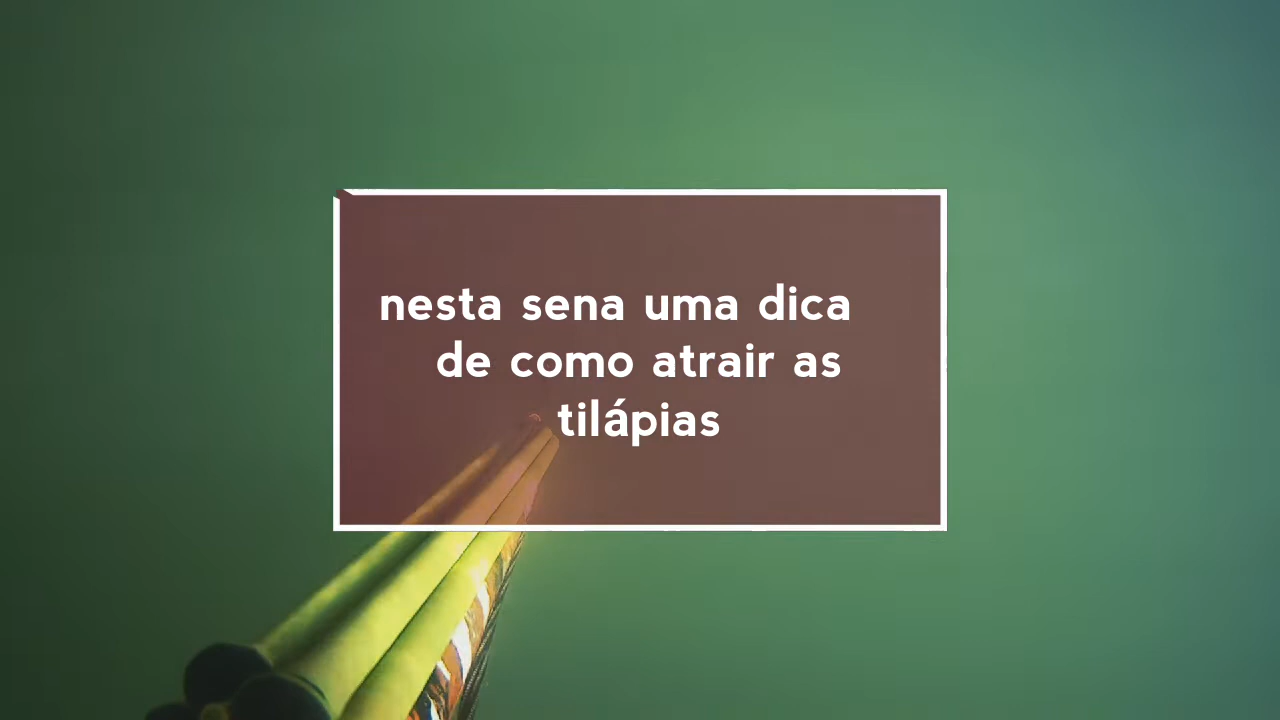 nesta sena uma dica
de como atrair as
tilápias